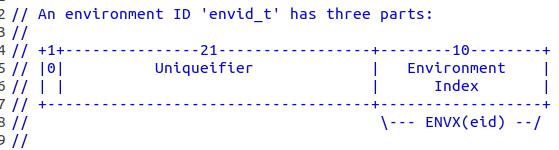 2 // An environment ID 'envid_t' has three parts:
3 //
4 // +1+---------------21-----------------+--------10--------+
5 // |0|          Uniqueifier             |   Environment    |
6 // | |                                  |      Index       |
7 // +------------------------------------+------------------+
8 //                                       \--- ENVX(eid) --/
9 //